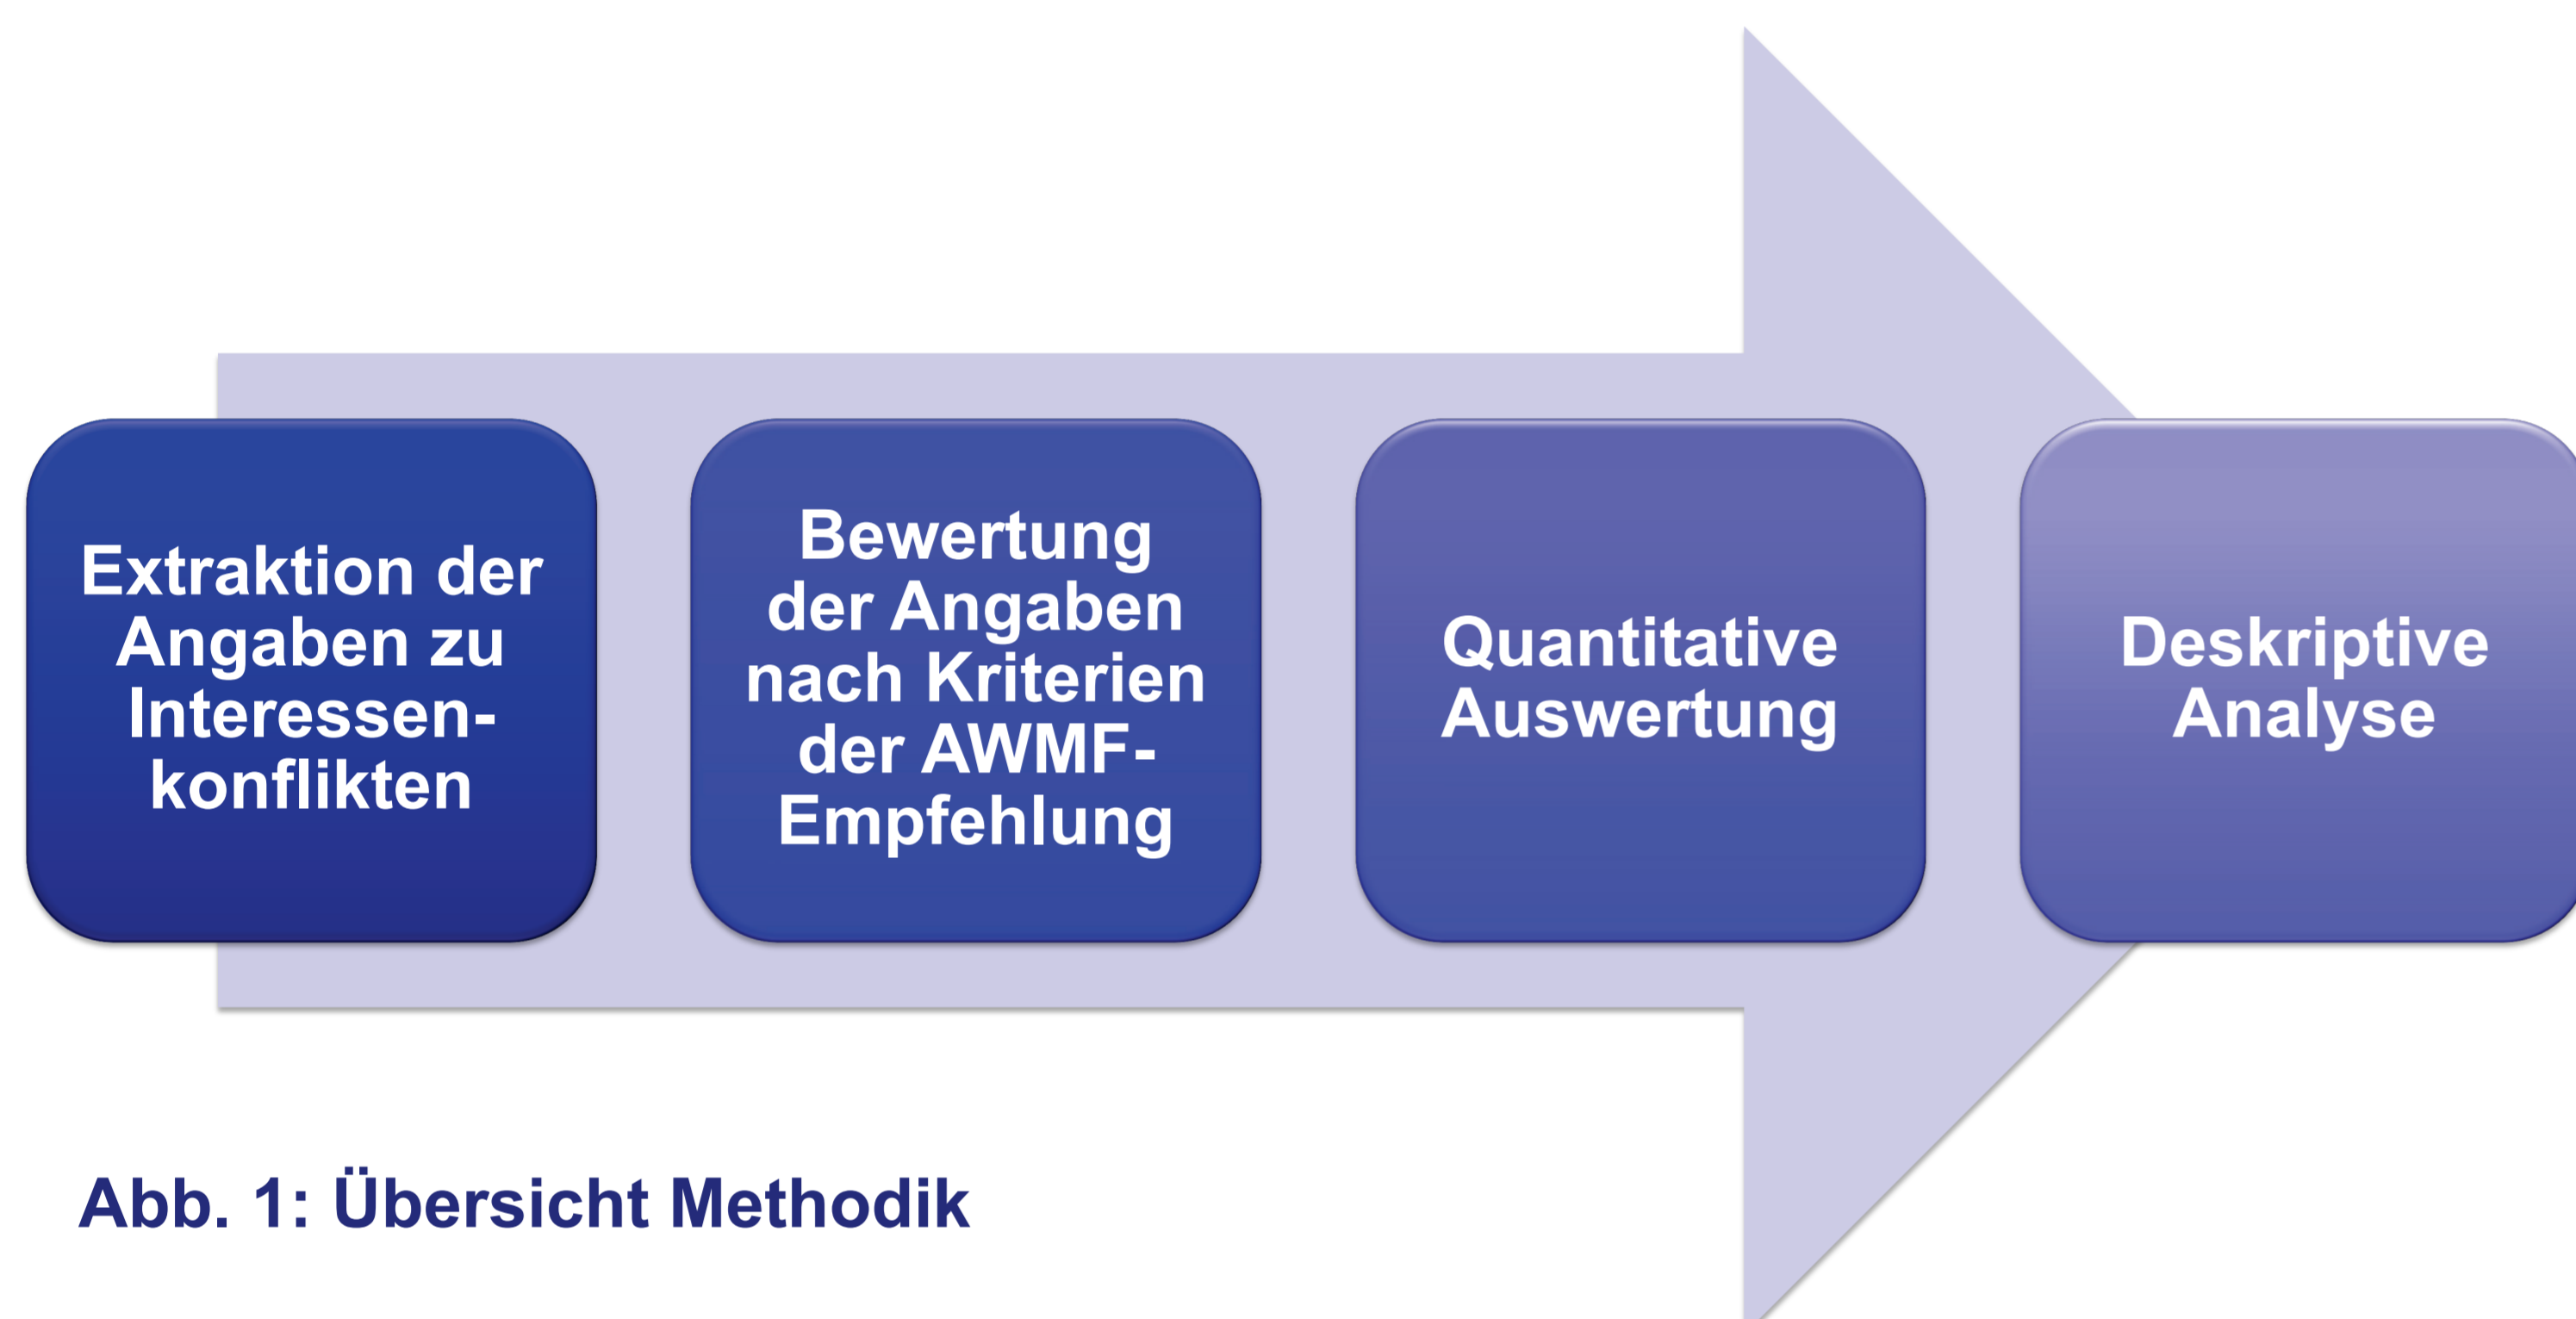 Extraktion der
Angaben zu
Interessen-
konflikten
Bewertung
der Angaben
nach Kriterien
der AWMF-
Empfehlung
Quantitative
Auswertung
Deskriptive
Analyse
Abb. 1: Übersicht Methodik